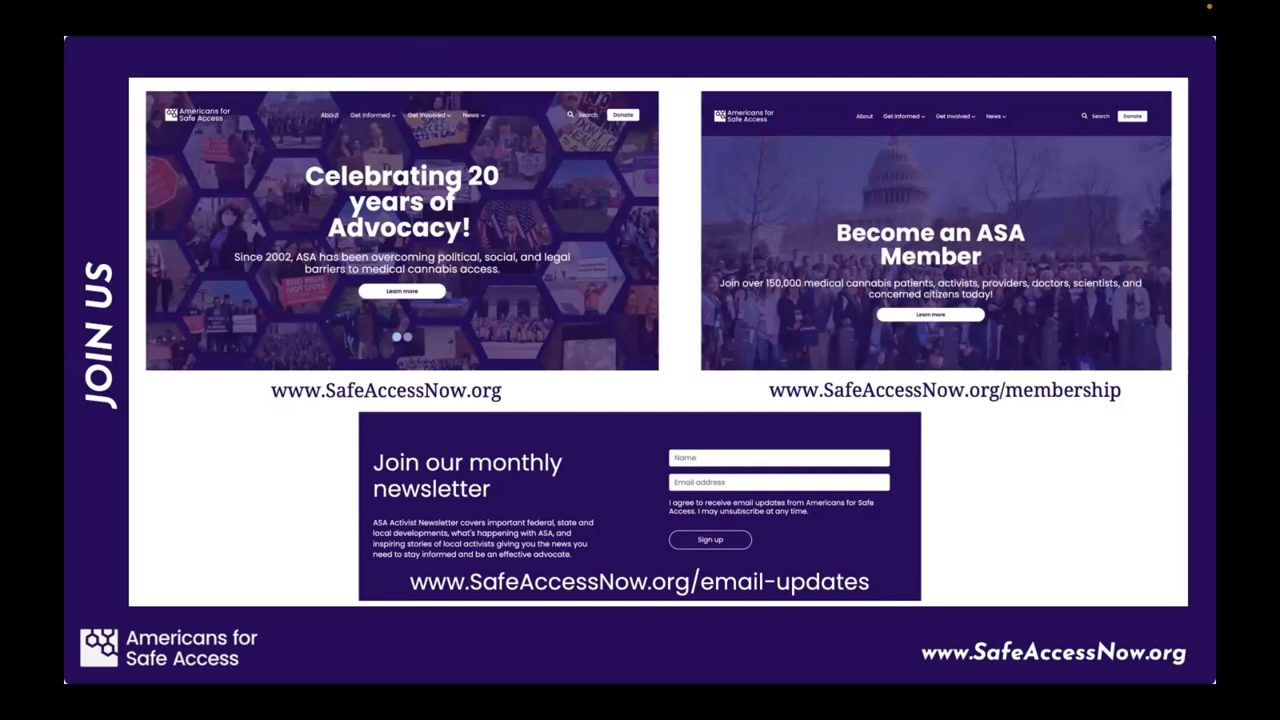 JOIN US
Americans for
Safe Access
About Get Informed Get Involved News Search Donate
Celebrating 20
years of
Advocacy!
Since 2002, ASA has been overcoming political, social, and legal
barriers to medical cannabis access.
Learn more
www.SafeAccessNow.org
Americans for
Safe Access
About Get Informed Get Involved News Search Donate
Become an ASA
Member
Join over 150,000 medical cannabis patients, activists, providers, doctors, scientists, and
concerned citizens today!
Learn more
www.SafeAccessNow.org/membership
Join our monthly
newsletter
ASA Activist Newsletter covers important federal, state and
local developments, what's happening with ASA, and
inspiring stories of local activists giving you the news you
need to stay informed and be an effective advocate.
Name
Email address
I agree to receive email updates from Americans for Safe
Access. I may unsubscribe at any time.
Sign up
www.SafeAccessNow.org/email-updates
Americans for
Safe Access
www.SafeAccessNow.org